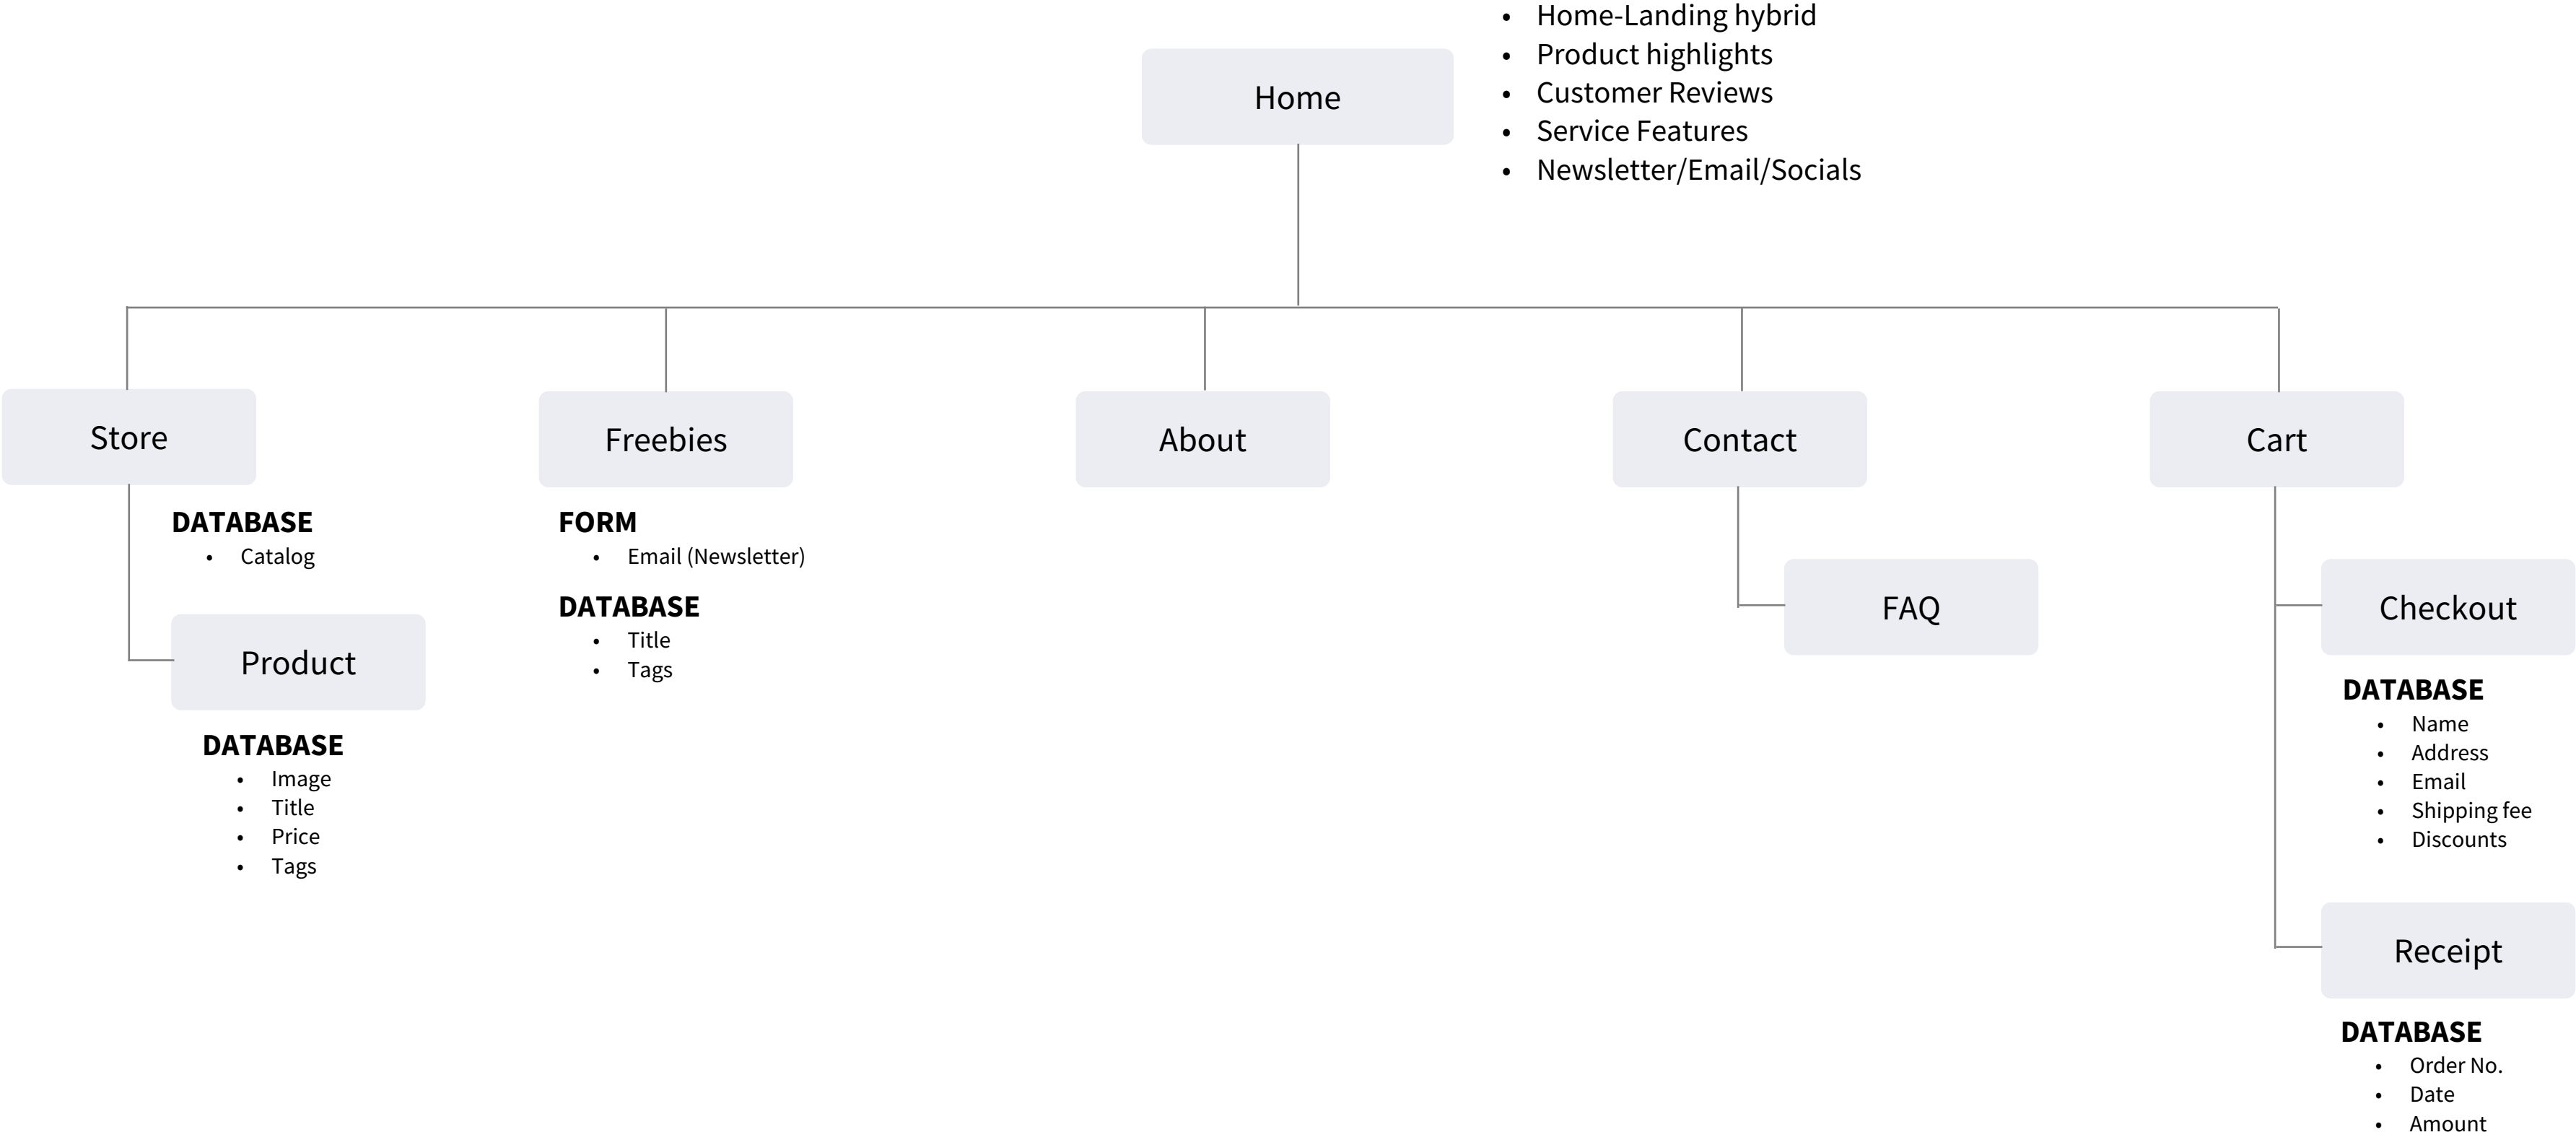 • Home-Landing hybrid
• Product highlights
• Customer Reviews
• Service Features
• Newsletter/Email/Socials
Home
Store
DATABASE
• Catalog
Product
DATABASE
• Image
• Title
• Price
• Tags
Freebies
FORM
• Email (Newsletter)
DATABASE
• Title
• Tags
About
Contact
FAQ
Cart
Checkout
DATABASE
• Name
• Address
• Email
• Shipping fee
• Discounts
Receipt
DATABASE
• Order No.
• Date
• Amount